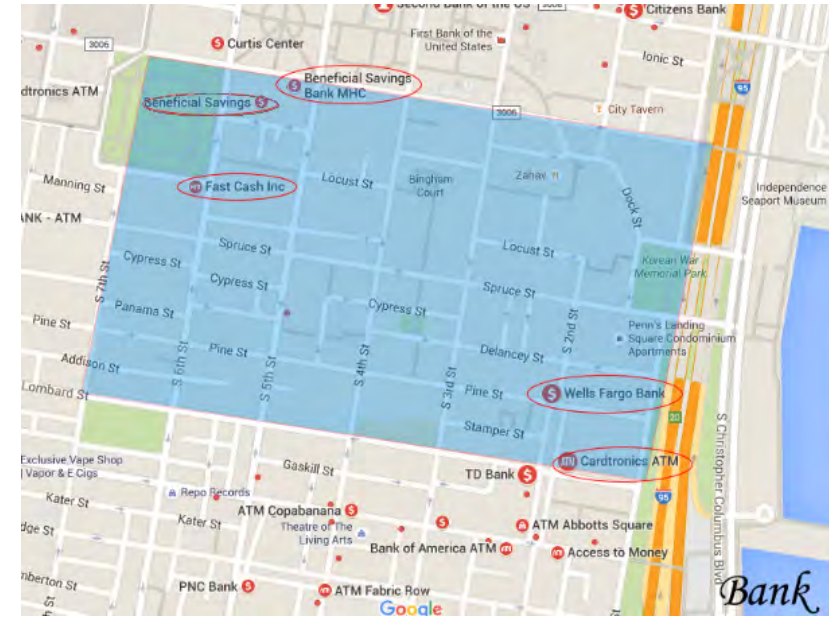 Second Bank of the US
Citizens Bank
3006
Curtis Center
First Bank of the
United States
Ionic St
Beneficial Savings
Bank MHC
95
dtronics ATM
Beneficial Savings
3006
City Tavern
Manning St
Fast Cash Inc
Locust St
Bingham
Court
Zahav
Dock St
Independence
Seaport Museum
ANK - ATM
Spruce St
Locust St
Cypress St
Korean War
Memorial Park
S 7th St
Cypress St
Spruce St
Panama St
Cypress St
S 2nd St
Penn's Landing
Square Condominium
Apartments
Pine St
Pine St
Delancey St
Addison St
S 6th St
S 5th St
S 4th St
S 3rd St
Pine St
Wells Fargo Bank
Lombard St
20
Stamper St
S Christopher Columbus Blvd
Exclusive Vape Shop
| Vapor & E Cigs
Gaskill St
TD Bank
Cardtronics ATM
Repo Records
95
Kater St
ATM Copabanana
Kater St
Theatre of The
Living Arts
ATM Abbotts Square
dge St
Bank of America ATM
Access to Money
mberton St
PNC Bank
ATM Fabric Row
Google
Bank